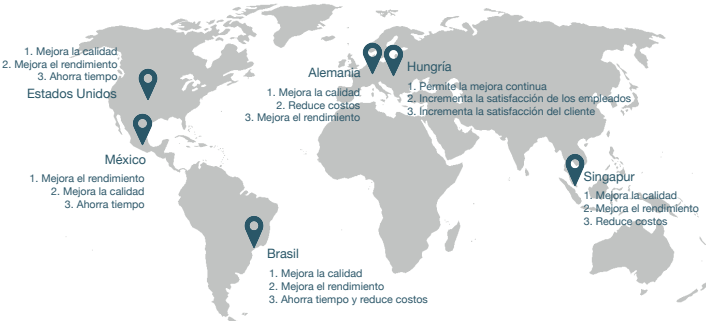 1. Mejora la calidad
2. Mejora el rendimiento
3. Ahorra tiempo
Estados Unidos
México
1. Mejora el rendimiento
2. Mejora la calidad
3. Ahorra tiempo
Brasil
1. Mejora la calidad
2. Mejora el rendimiento
3. Ahorra tiempo y reduce costos
Alemania
1. Mejora la calidad
2. Reduce costos
3. Mejora el rendimiento
Hungría
1. Permite la mejora continua
2. Incrementa la satisfacción de los empleados
3. Incrementa la satisfacción del cliente
Singapur
1. Mejora la calidad
2. Mejora el rendimiento
3. Reduce costos